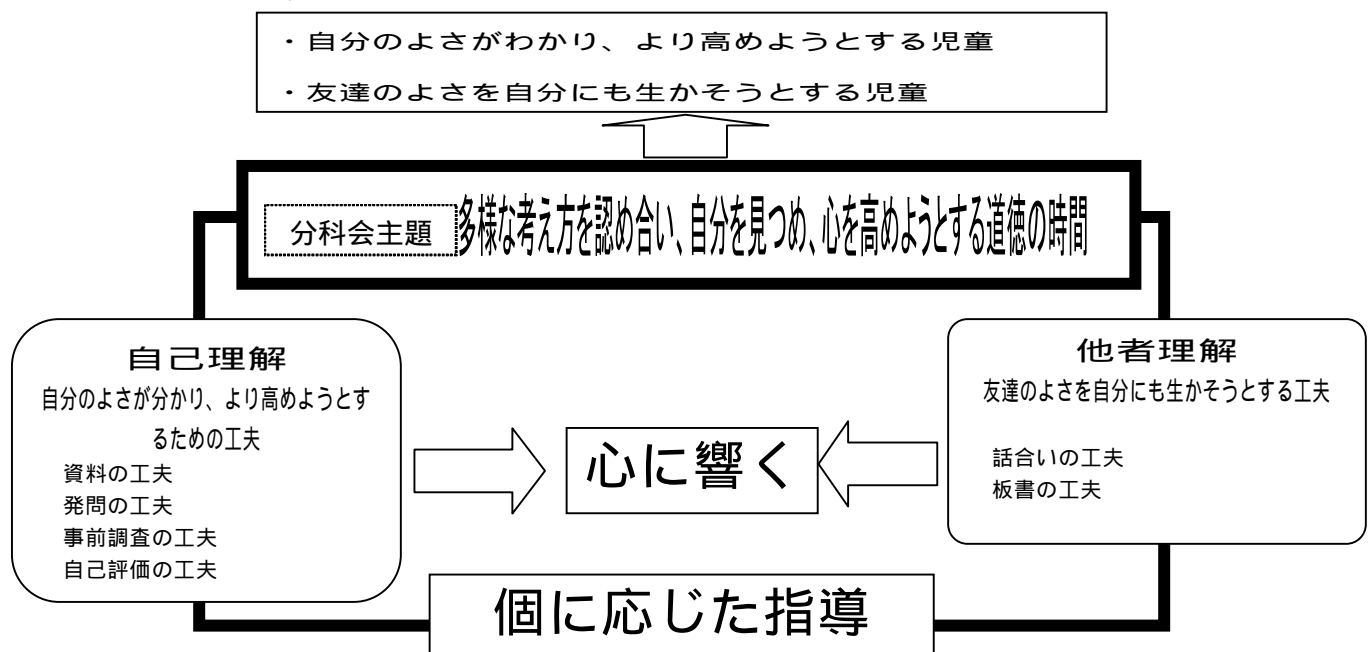 ・自分のよさがわかり、より高めようとする児童
・友達のよさを自分にも生かそうとする児童
分科会主題
多様な考え方を認め合い、自分を見つめ、心を高めようとする道徳の時間
自己理解
自分のよさが分かり、より高めようとす
るための工夫
資料の工夫
発問の工夫
事前調査の工夫
自己評価の工夫
心に響く
他者理解
友達のよさを自分にも生かそうとする工夫
話合いの工夫
板書の工夫
個に応じた指導